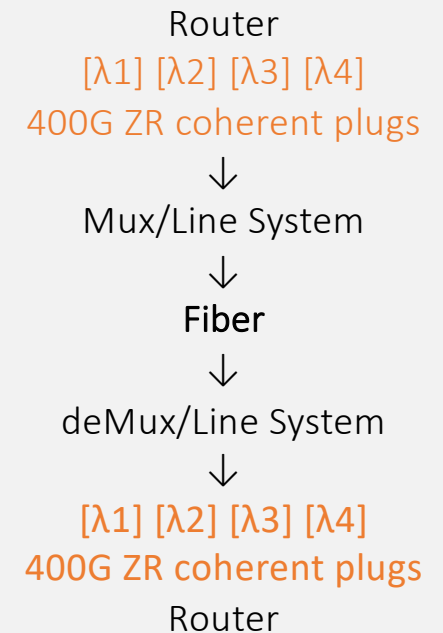 Router
[λ1] [λ2] [λ3] [λ4]
400G ZR coherent plugs
↓
Mux/Line System
↓
Fiber
↓
deMux/Line System
↓
[λ1] [λ2] [λ3] [λ4]
400G ZR coherent plugs
Router